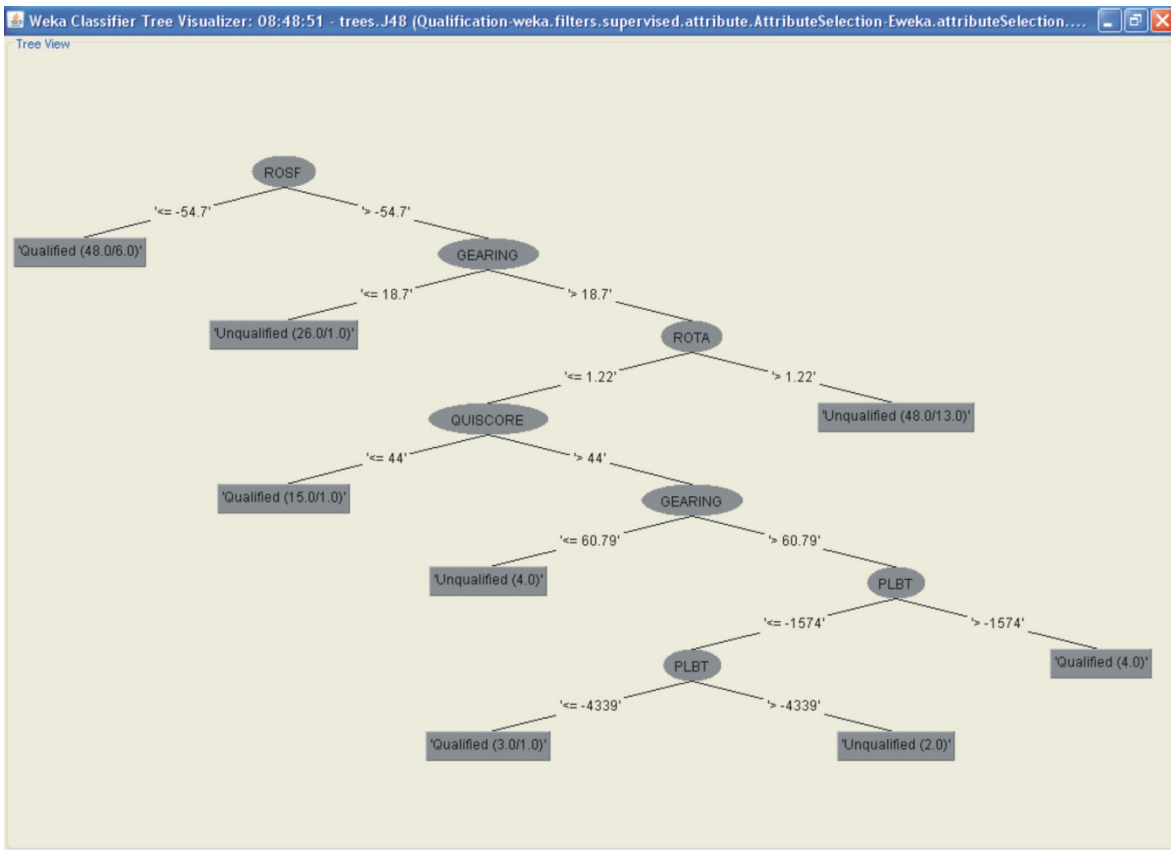 Weka Classifier Tree Visualizer: 08:48:51 - trees.J48 (Qualification-weka.filters.supervised.attribute.AttributeSelection-Eweka.attributeSelection....
Tree View
ROSF
'<= -54.7'
'> -54.7'
'Qualified (48.0/6.0)'
GEARING
'<= 18.7'
'> 18.7'
'Unqualified (26.0/1.0)'
ROTA
'<= 1.22'
'> 1.22'
QUISCORE
'Unqualified (48.0/13.0)'
'<= 44'
'> 44'
'Qualified (15.0/1.0)'
GEARING
'<= 60.79'
'> 60.79'
'Unqualified (4.0)'
PLBT
'<= -1574'
'> -1574'
PLBT
'Qualified (4.0)'
'<= -4339'
'> -4339'
'Qualified (3.0/1.0)'
'Unqualified (2.0)'